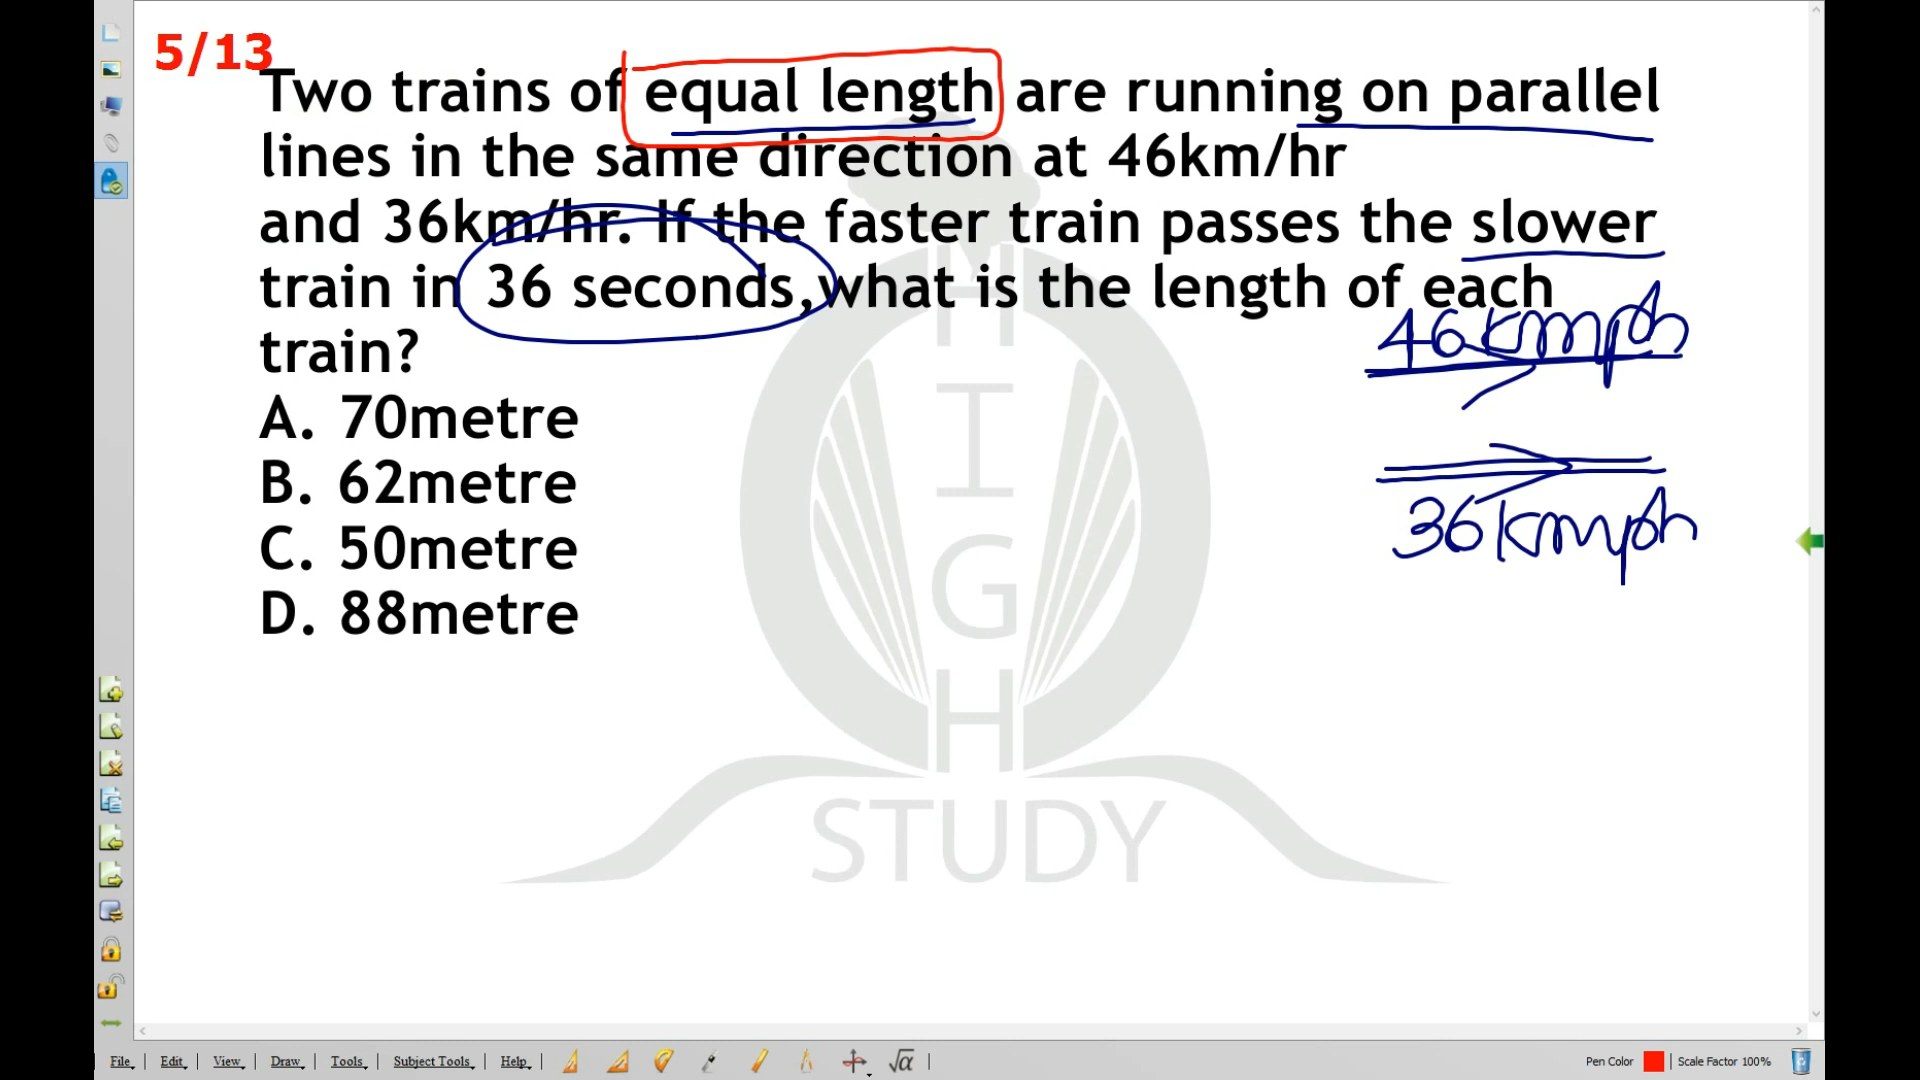 5/13
Two trains of equal length are running on parallel
lines in the same direction at 46km/hr
and 36km/hr. If the faster train passes the slower
train in 36 seconds,what is the length of each
train?
46kmph
A. 70metre
B. 62metre
36kmph
C. 50metre
D. 88metre
HIGH
STUDY
File Edit View Draw Tools Subject Tools Help Pen Color Scale Factor 100%